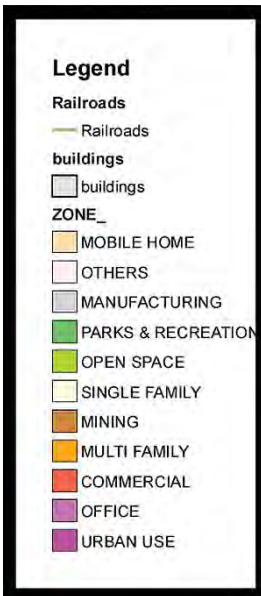 Legend
Railroads
Railroads
buildings
buildings
ZONE_
MOBILE HOME
OTHERS
MANUFACTURING
PARKS & RECREATION
OPEN SPACE
SINGLE FAMILY
MINING
MULTI FAMILY
COMMERCIAL
OFFICE
URBAN USE